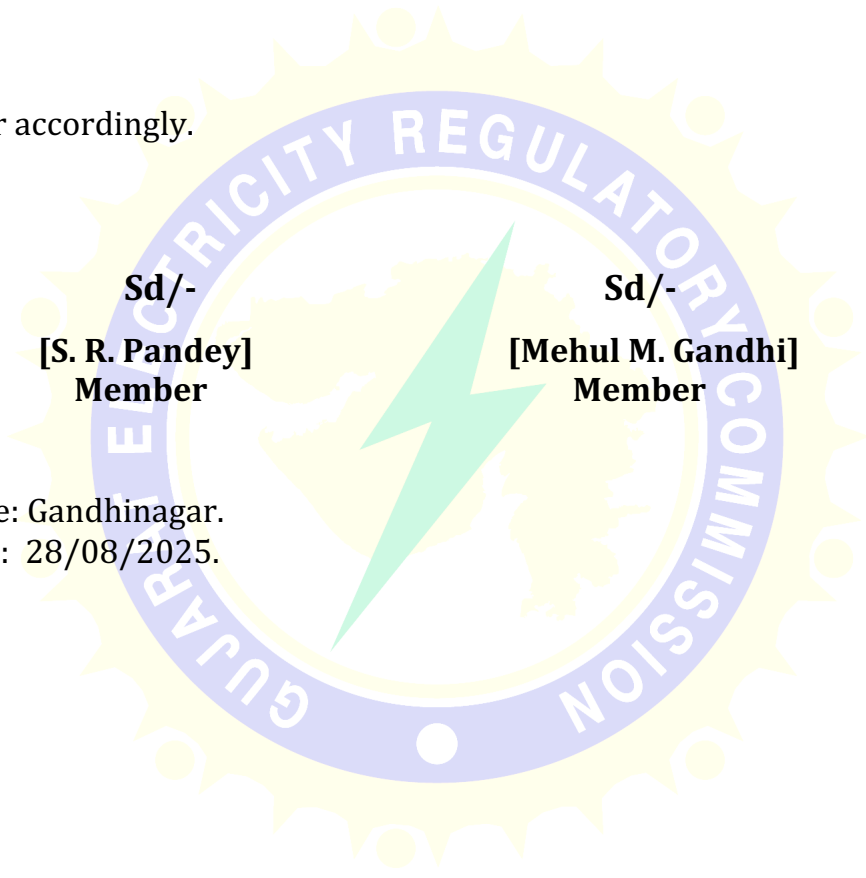 r accordingly.
Sd/- Sd/-
[S. R. Pandey] [Mehul M. Gandhi]
Member Member
e: Gandhinagar.
: 28/08/2025.
GUJARAT ELECTRICITY REGULATORY COMMISSION